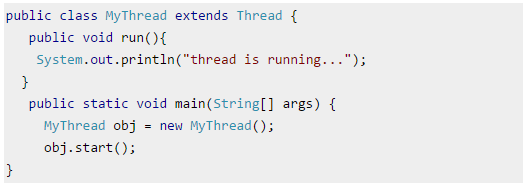 public class MyThread extends Thread {
public void run(){
System.out.println("thread is running...");
}
public static void main(String[] args) {
MyThread obj = new MyThread();
obj.start();
}